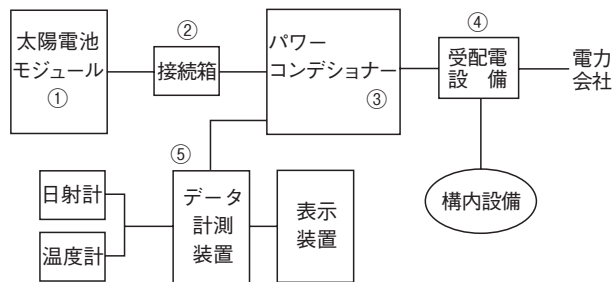 太陽電池
モジュール
①
②
接続箱
パワー
コンデショナー
③
④
受配電
設　備
電力
会社
⑤
日射計
温度計
データ
計測
装置
表示
装置
構内設備